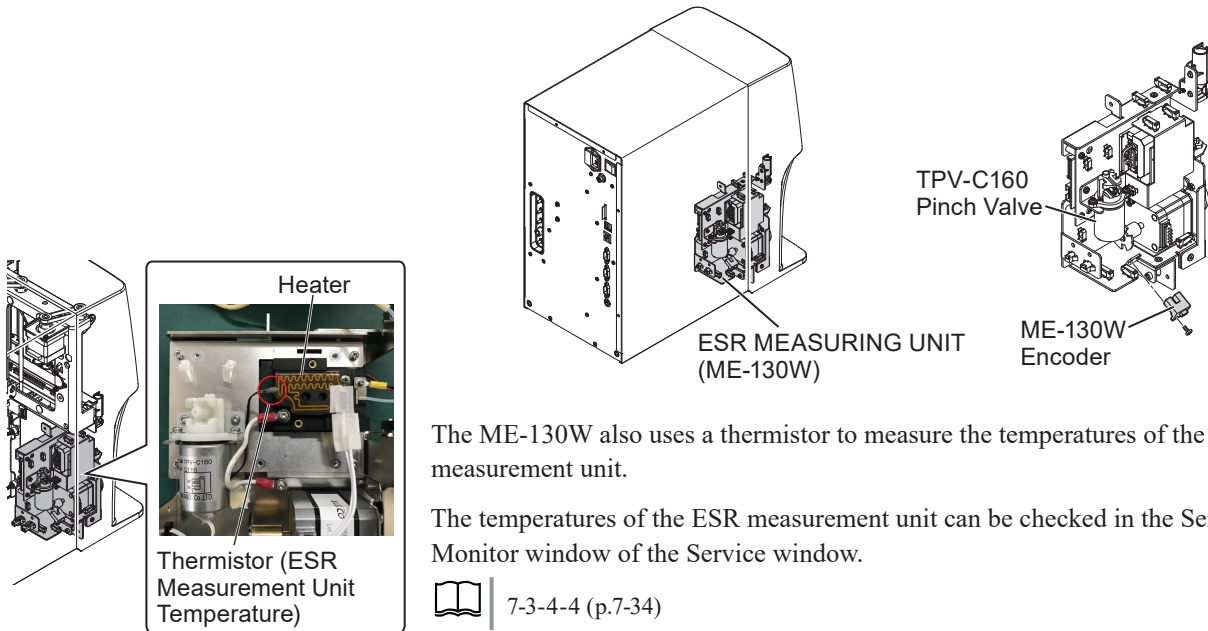 TPV-C160
Pinch Valve
ME-130W
Encoder
ESR MEASURING UNIT
(ME-130W)
Heater
TPV-C160
Thermistor (ESR
Measurement Unit
Temperature)
The ME-130W also uses a thermistor to measure the temperatures of the
measurement unit.
The temperatures of the ESR measurement unit can be checked in the Se
Monitor window of the Service window.
7-3-4-4 (p.7-34)